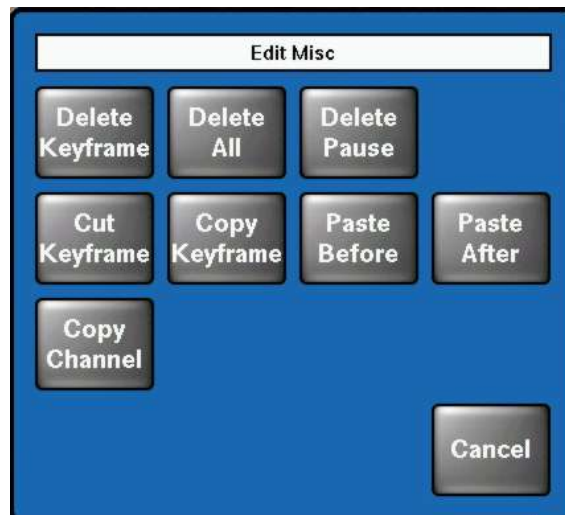 Edit Misc
Delete
Keyframe
Delete
All
Delete
Pause
Cut
Keyframe
Copy
Keyframe
Paste
Before
Paste
After
Copy
Channel
Cancel